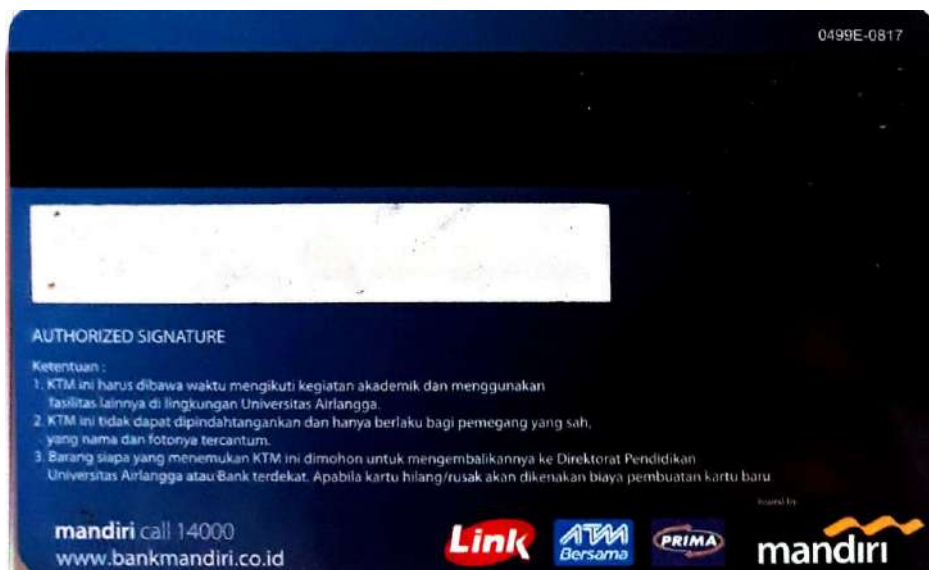 0499E-0817
AUTHORIZED SIGNATURE
Ketentuan :
1. KTM ini harus dibawa waktu mengikuti kegiatan akademik dan menggunakan
fasilitas lainnya di lingkungan Universitas Airlangga.
2. KTM ini tidak dapat dipindahtangankan dan hanya berlaku bagi pemegang yang sah,
yang nama dan fotonya tercantum.
3. Barang siapa yang menemukan KTM ini dimohon untuk mengembalikannya ke Direktorat Pendidikan
Universitas Airlangga atau Bank terdekat. Apabila kartu hilang/rusak akan dikenakan biaya pembuatan kartu baru
mandiri call 14000
www.bankmandiri.co.id
Link
ATM Bersama
PRIMA
mandiri